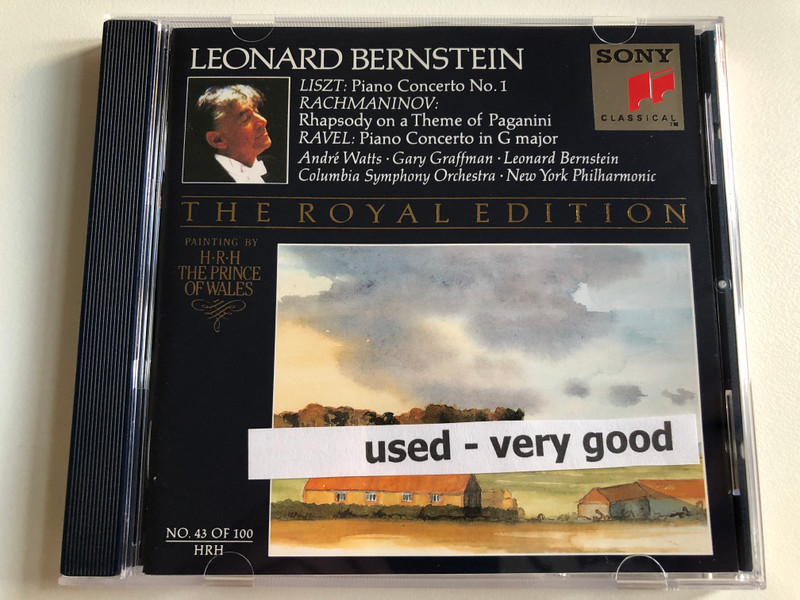 LEONARD BERNSTEIN
LISZT: Piano Concerto No. 1
RACHMANINOV:
Rhapsody on a Theme of Paganini
RAVEL: Piano Concerto in G major
André Watts · Gary Graffman · Leonard Bernstein
Columbia Symphony Orchestra · New York Philharmonic
SONY
CLASSICAL™
THE ROYAL EDITION
PAINTING BY
H·R·H
THE PRINCE
OF WALES
used - very good
NO. 43 OF 100
HRH